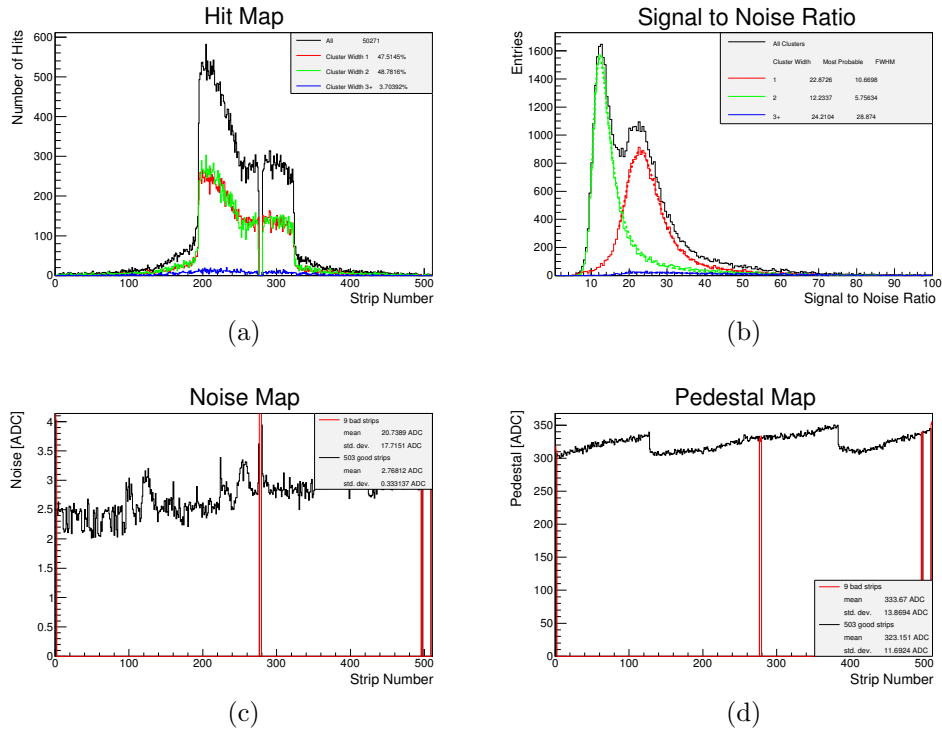 Hit Map
Number of Hits
600
500
400
300
200
100
0
0 100 200 300 400 500
Strip Number
All 50271
Cluster Width 1 47.5145%
Cluster Width 2 48.7816%
Cluster Width 3+ 3.70392%
(a)
Signal to Noise Ratio
Entries
1600
1400
1200
1000
800
600
400
200
0
10 20 30 40 50 60 70 80 90 100
Signal to Noise Ratio
All Clusters
Cluster Width Most Probable FWHM
1 22.8726 10.6698
2 12.2337 5.75634
3+ 24.2104 28.874
(b)
Noise Map
Noise [ADC]
4
3.5
3
2.5
2
1.5
1
0.5
0
0 100 200 300 400 500
Strip Number
9 bad strips
mean 20.7389 ADC
std. dev. 17.7151 ADC
503 good strips
mean 2.76812 ADC
std. dev. 0.333137 ADC
(c)
Pedestal Map
Pedestal [ADC]
350
300
250
200
150
100
50
0
0 100 200 300 400 500
Strip Number
9 bad strips
mean 333.67 ADC
std. dev. 13.8694 ADC
503 good strips
mean 323.151 ADC
std. dev. 11.6924 ADC
(d)